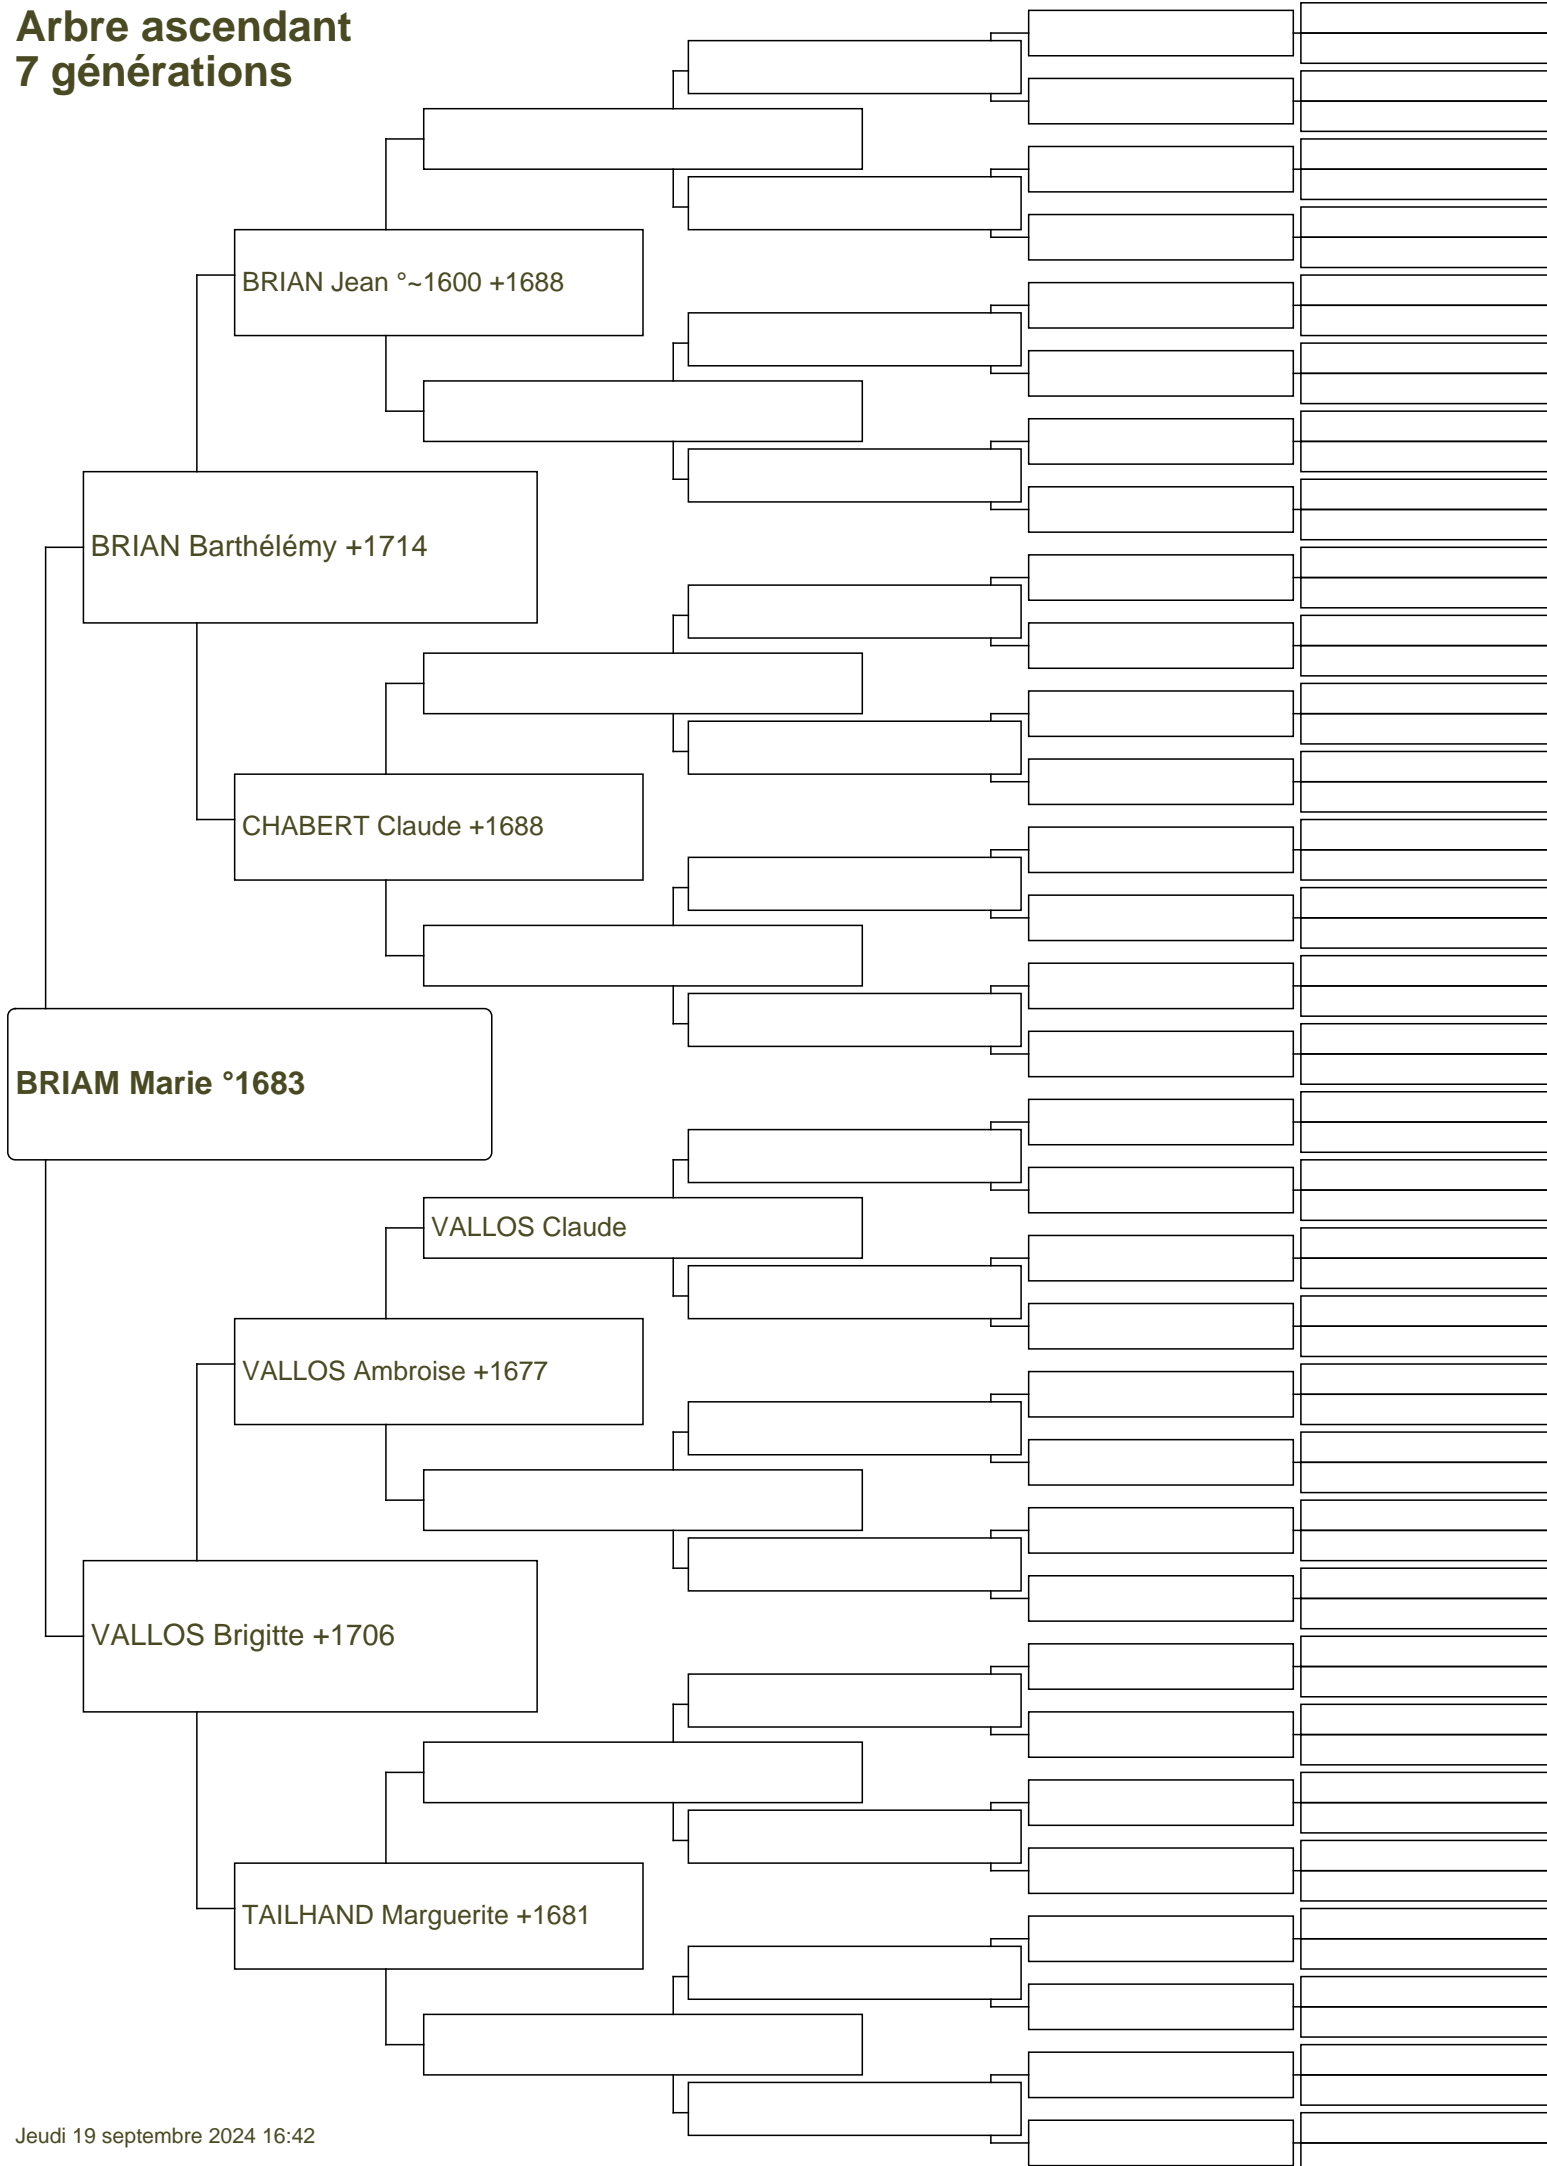 Arbre ascendant
7 générations
BRIAN Jean °~1600 +1688
BRIAN Barthélémy +1714
CHABERT Claude +1688
BRIAM Marie °1683
VALLOS Claude
VALLOS Ambroise +1677
VALLOS Brigitte +1706
TAILHAND Marguerite +1681
Jeudi 19 septembre 2024 16:42